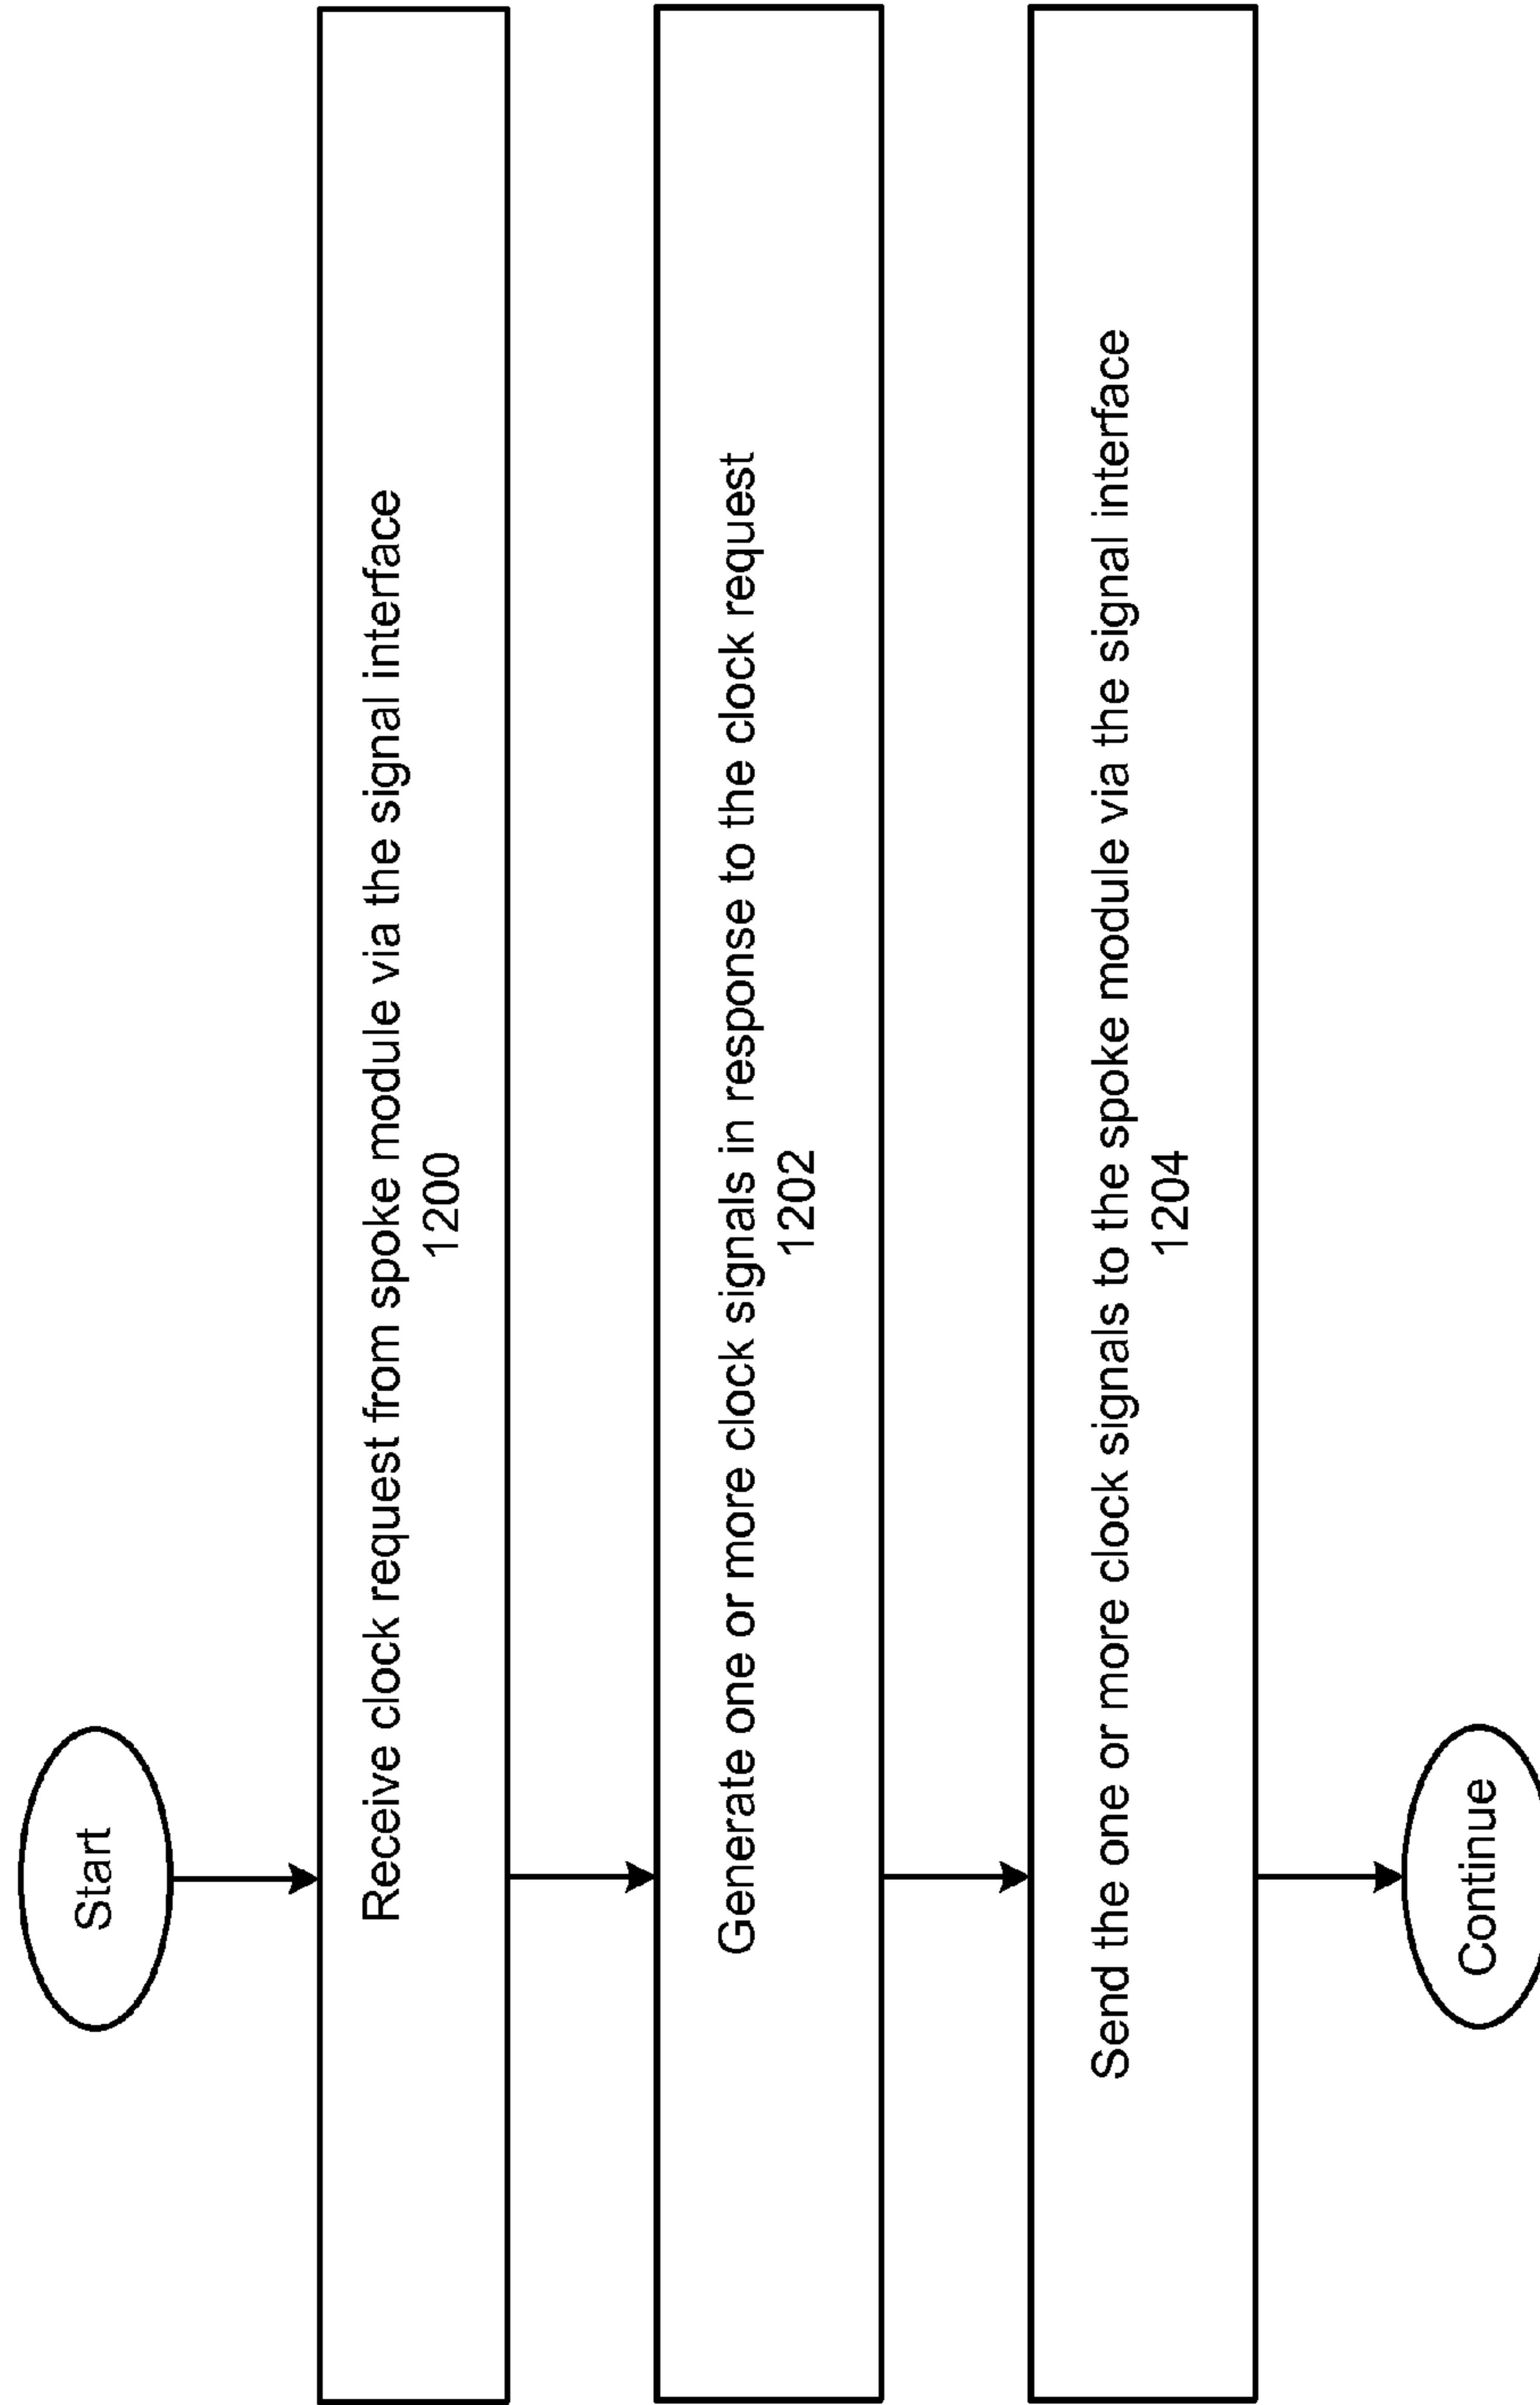 Start
Receive clock request from spoke module via the signal interface
1200
Generate one or more clock signals in response to the clock request
1202
Send the one or more clock signals to the spoke module via the signal interface
1204
Continue